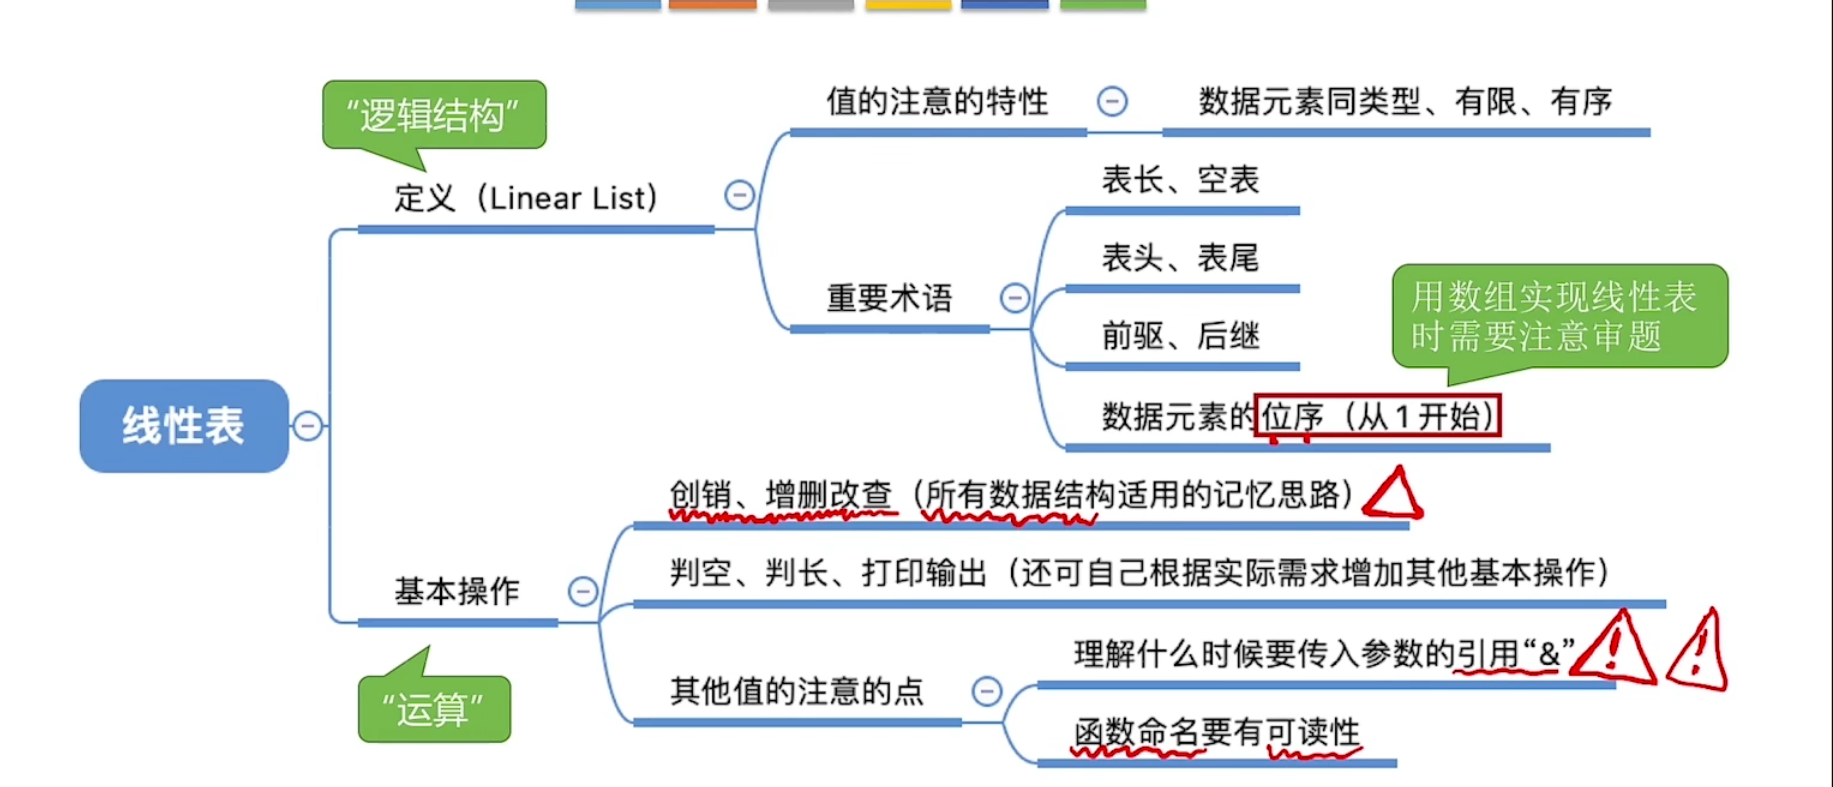 “逻辑结构”
值的注意的特性
数据元素同类型、有限、有序
定义（Linear List）
表长、空表
表头、表尾
重要术语
用数组实现线性表
时需要注意审题
前驱、后继
数据元素的位序（从1开始）
线性表
创销、增删改查（所有数据结构适用的记忆思路）
判空、判长、打印输出（还可自己根据实际需求增加其他基本操作）
基本操作
理解什么时候要传入参数的引用“&”
!
!
其他值的注意的点
“运算”
函数命名要有可读性